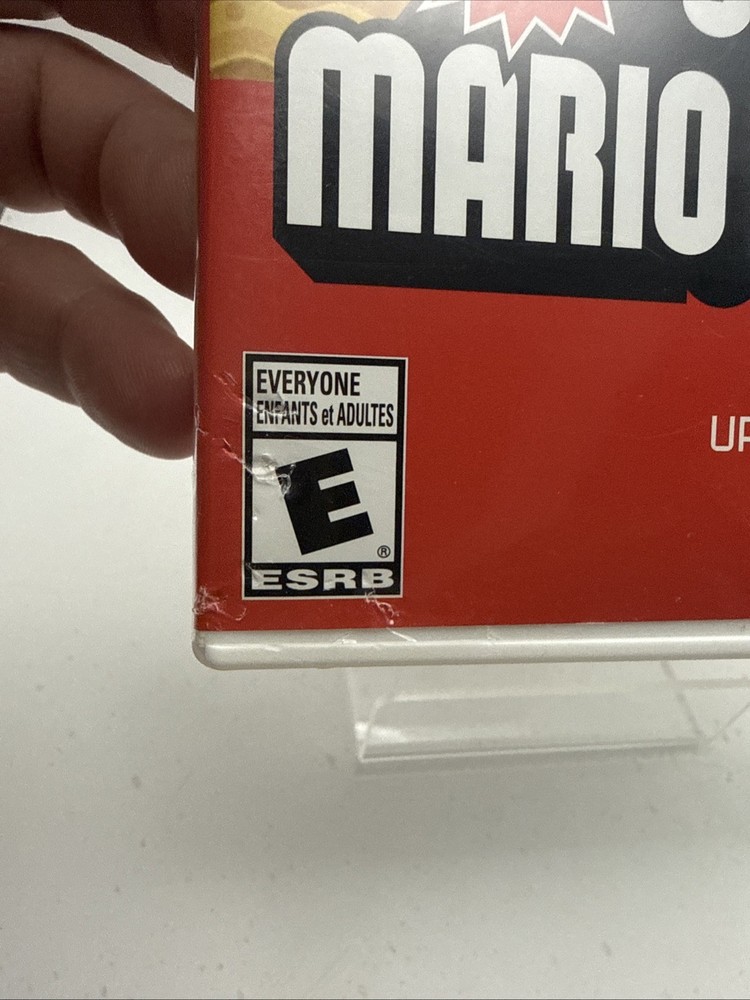 MARIO
EVERYONE
ENFANTS et ADULTES
UP
E
®
ESRB